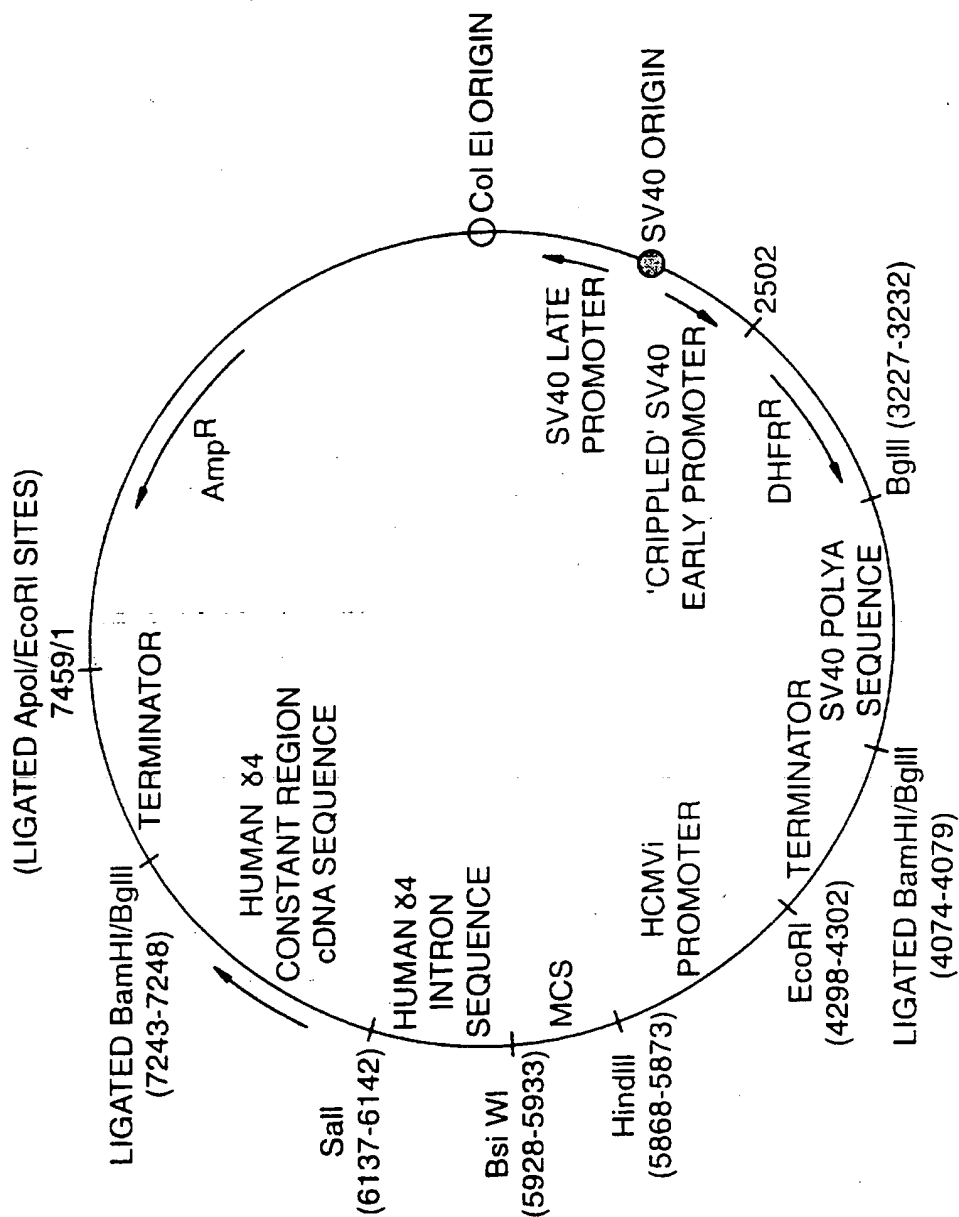 (LIGATED ApoI/EcoRI SITES)
7459/1
AmpR
Col EI ORIGIN
SV40 LATE
PROMOTER
SV40 ORIGIN
'CRIPPLED' SV40
EARLY PROMOTER
2502
DHFRR
BglII (3227-3232)
SV40 POLYA
SEQUENCE
LIGATED BamHI/BglII
(4074-4079)
TERMINATOR
EcoRI
(4298-4302)
HCMVi
PROMOTER
HindIII
(5868-5873)
MCS
Bsi WI
(5928-5933)
HUMAN ɣ4
INTRON
SEQUENCE
SalI
(6137-6142)
HUMAN ɣ4
CONSTANT REGION
cDNA SEQUENCE
LIGATED BamHI/BglII
(7243-7248)
TERMINATOR